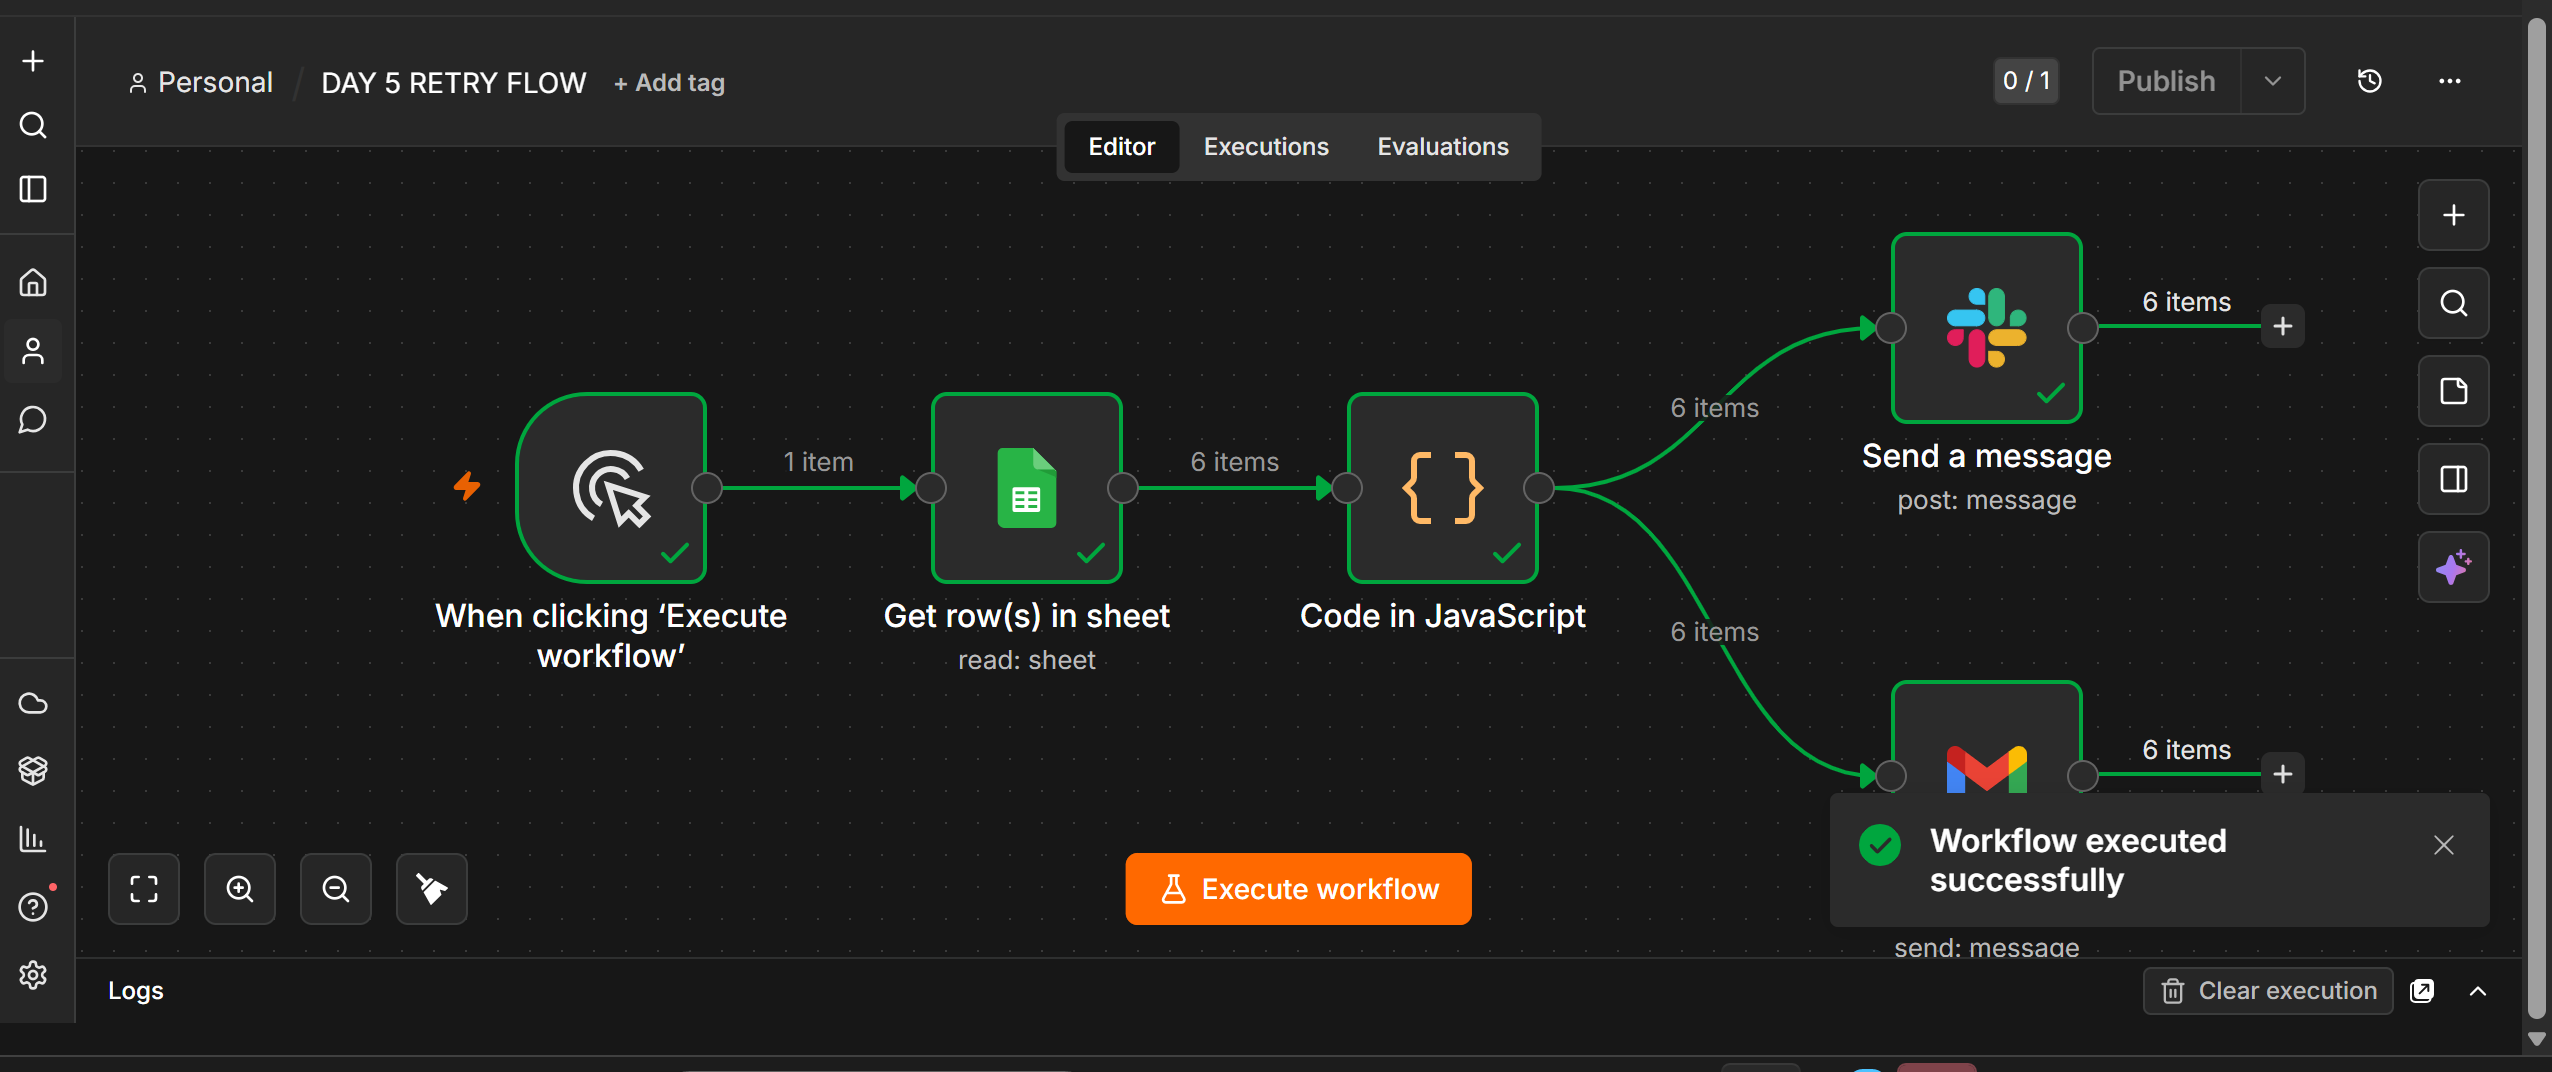 Personal / DAY 5 RETRY FLOW + Add tag
0 / 1
Publish
Editor Executions Evaluations
6 items
6 items
Send a message
post: message
1 item
6 items
When clicking ‘Execute
workflow’
Get row(s) in sheet
read: sheet
Code in JavaScript
6 items
6 items
Execute workflow
Workflow executed
successfully
send: message
Logs
Clear execution